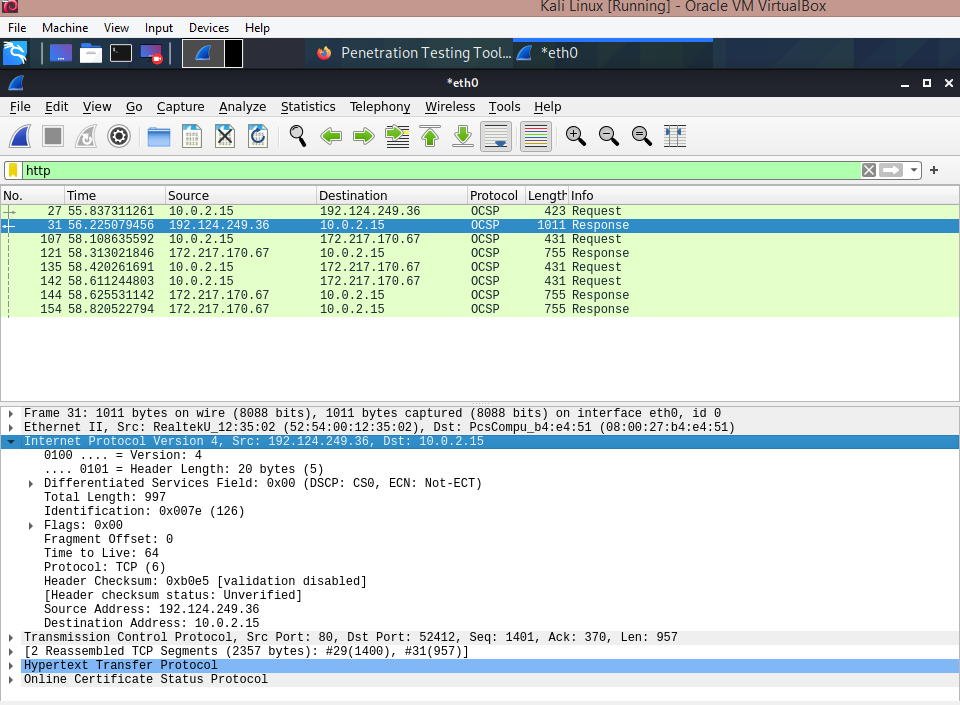 Kali Linux [Running] - Oracle VM VirtualBox
File Machine View Input Devices Help
Penetration Testing Tool... *eth0
*eth0
File Edit View Go Capture Analyze Statistics Telephony Wireless Tools Help
http
No. Time Source Destination Protocol Length Info
27 55.837311261 10.0.2.15 192.124.249.36 OCSP 423 Request
31 56.225079456 192.124.249.36 10.0.2.15 OCSP 1011 Response
107 58.108635592 10.0.2.15 172.217.170.67 OCSP 431 Request
121 58.313021846 172.217.170.67 10.0.2.15 OCSP 755 Response
135 58.420261691 10.0.2.15 172.217.170.67 OCSP 431 Request
142 58.611244803 10.0.2.15 172.217.170.67 OCSP 431 Request
144 58.625531142 172.217.170.67 10.0.2.15 OCSP 755 Response
154 58.820522794 172.217.170.67 10.0.2.15 OCSP 755 Response
Frame 31: 1011 bytes on wire (8088 bits), 1011 bytes captured (8088 bits) on interface eth0, id 0
Ethernet II, Src: RealtekU_12:35:02 (52:54:00:12:35:02), Dst: PcsCompu_b4:e4:51 (08:00:27:b4:e4:51)
Internet Protocol Version 4, Src: 192.124.249.36, Dst: 10.0.2.15
0100 .... = Version: 4
.... 0101 = Header Length: 20 bytes (5)
Differentiated Services Field: 0x00 (DSCP: CS0, ECN: Not-ECT)
Total Length: 997
Identification: 0x007e (126)
Flags: 0x00
Fragment Offset: 0
Time to Live: 64
Protocol: TCP (6)
Header Checksum: 0xb0e5 [validation disabled]
[Header checksum status: Unverified]
Source Address: 192.124.249.36
Destination Address: 10.0.2.15
Transmission Control Protocol, Src Port: 80, Dst Port: 52412, Seq: 1401, Ack: 370, Len: 957
[2 Reassembled TCP Segments (2357 bytes): #29(1400), #31(957)]
Hypertext Transfer Protocol
Online Certificate Status Protocol